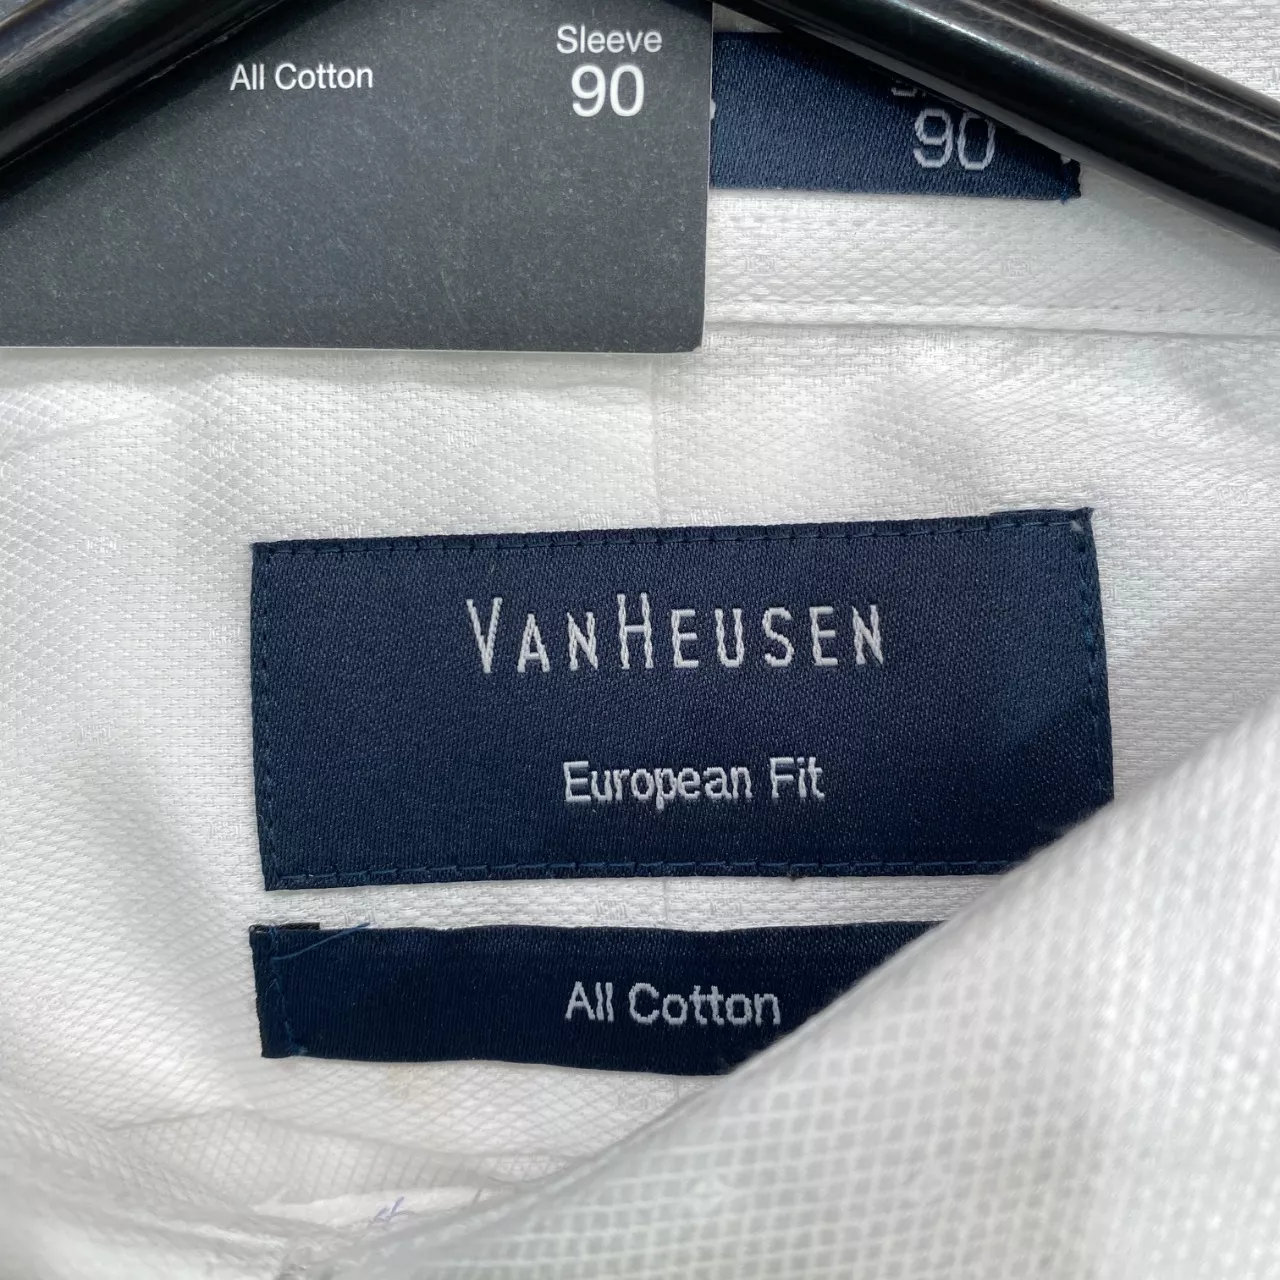 All Cotton
Sleeve
90
90
VANHEUSEN
European Fit
All Cotton